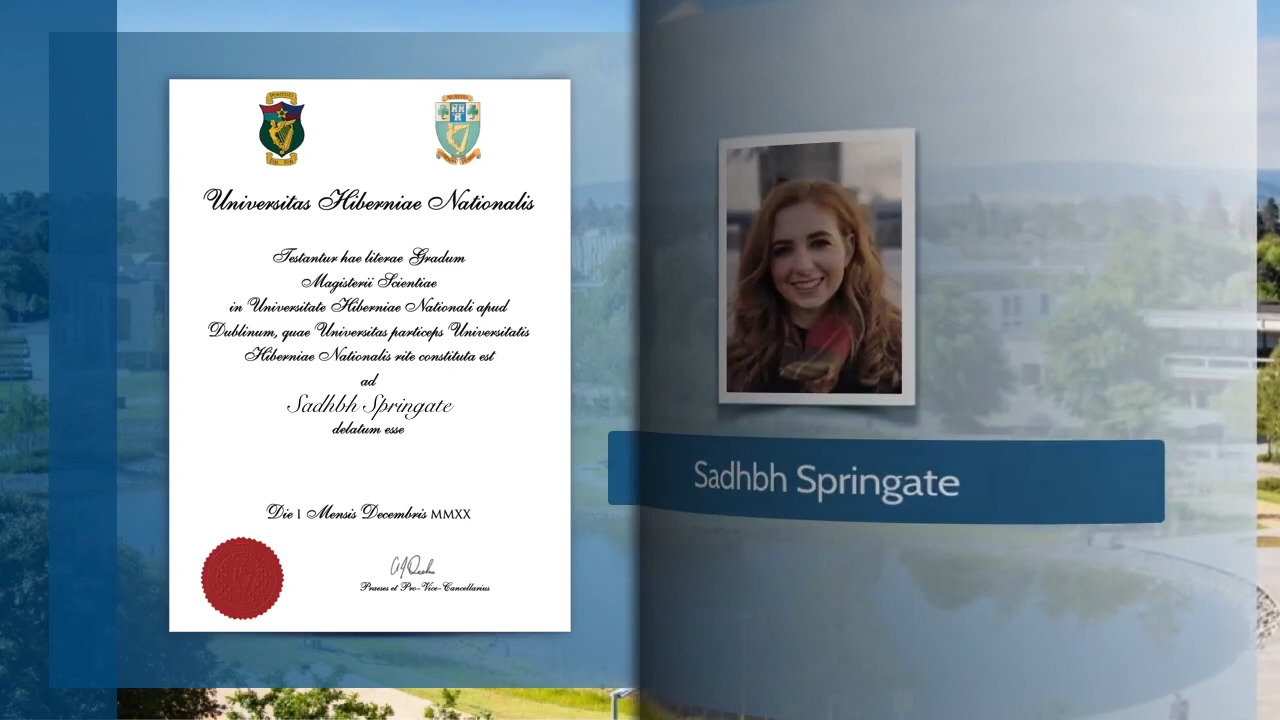 Universitas Hiberniae Nationalis
Testantur hae literae Gradum
Magisterii Scientiae
in Universitate Hiberniae Nationali apud
Dublinum, quae Universitas particeps Universitatis
Hiberniae Nationalis rite constituta est
ad
Sadhbh Springate
delatum esse
Die 1 Mensis Decembris MMXX
Praeses et Pro-Vice-Cancellarius
Sadhbh Springate